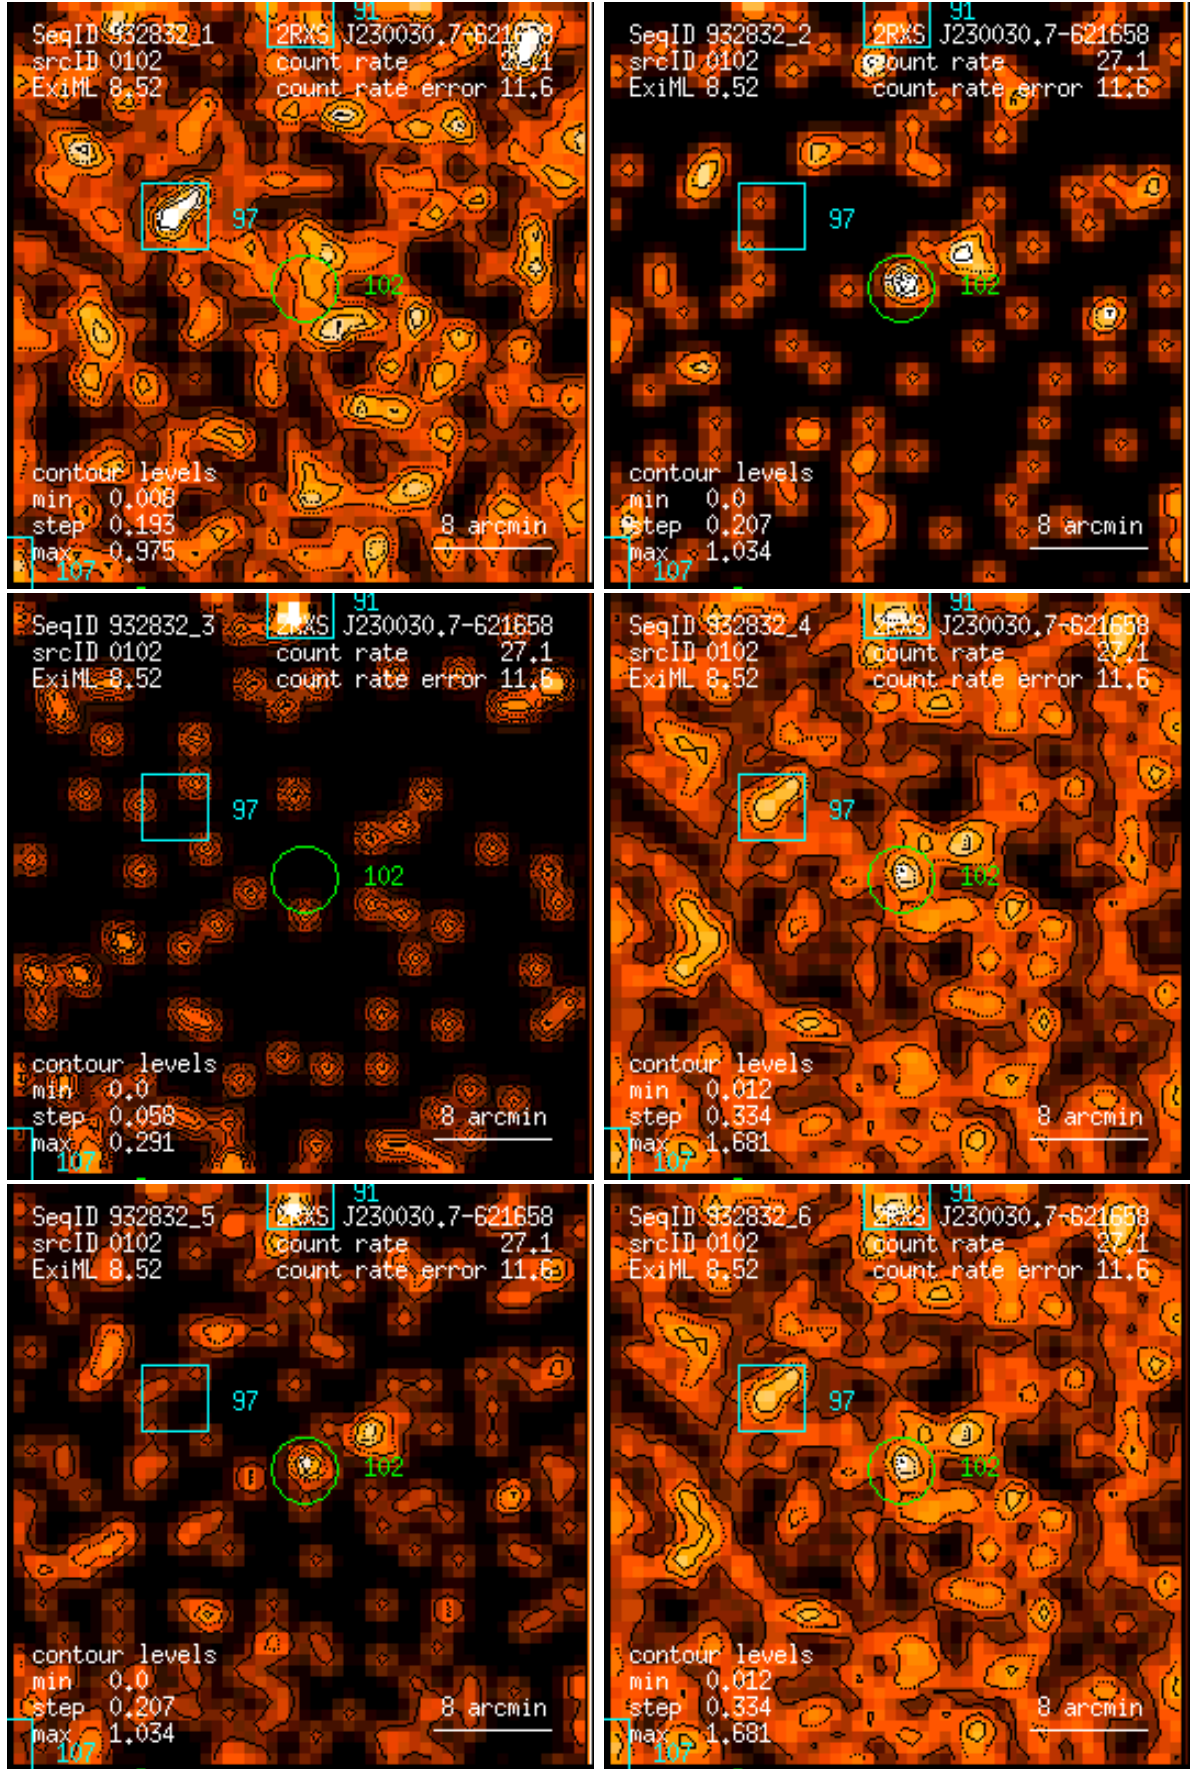 91
SeqID 932832_1 2RXS J230030.7-621658
srcID 0102 count rate 27.1
ExiML 8.52 count rate error 11.6
97
102
contour levels
min 0.008
step 0.193 8 arcmin
max 0.975
107
91
SeqID 932832_2 2RXS J230030.7-621658
srcID 0102 count rate 27.1
ExiML 8.52 count rate error 11.6
97
102
contour levels
min 0.0
step 0.207 8 arcmin
max 1.034
107
91
SeqID 932832_3 2RXS J230030.7-621658
srcID 0102 count rate 27.1
ExiML 8.52 count rate error 11.6
97
102
contour levels
min 0.0
step 0.058 8 arcmin
max 0.291
107
91
SeqID 932832_4 2RXS J230030.7-621658
srcID 0102 count rate 27.1
ExiML 8.52 count rate error 11.6
97
102
contour levels
min 0.012
step 0.334 8 arcmin
max 1.681
107
91
SeqID 932832_5 2RXS J230030.7-621658
srcID 0102 count rate 27.1
ExiML 8.52 count rate error 11.6
97
102
contour levels
min 0.0
step 0.207 8 arcmin
max 1.034
107
91
SeqID 932832_6 2RXS J230030.7-621658
srcID 0102 count rate 27.1
ExiML 8.52 count rate error 11.6
97
102
contour levels
min 0.012
step 0.334 8 arcmin
max 1.681
107